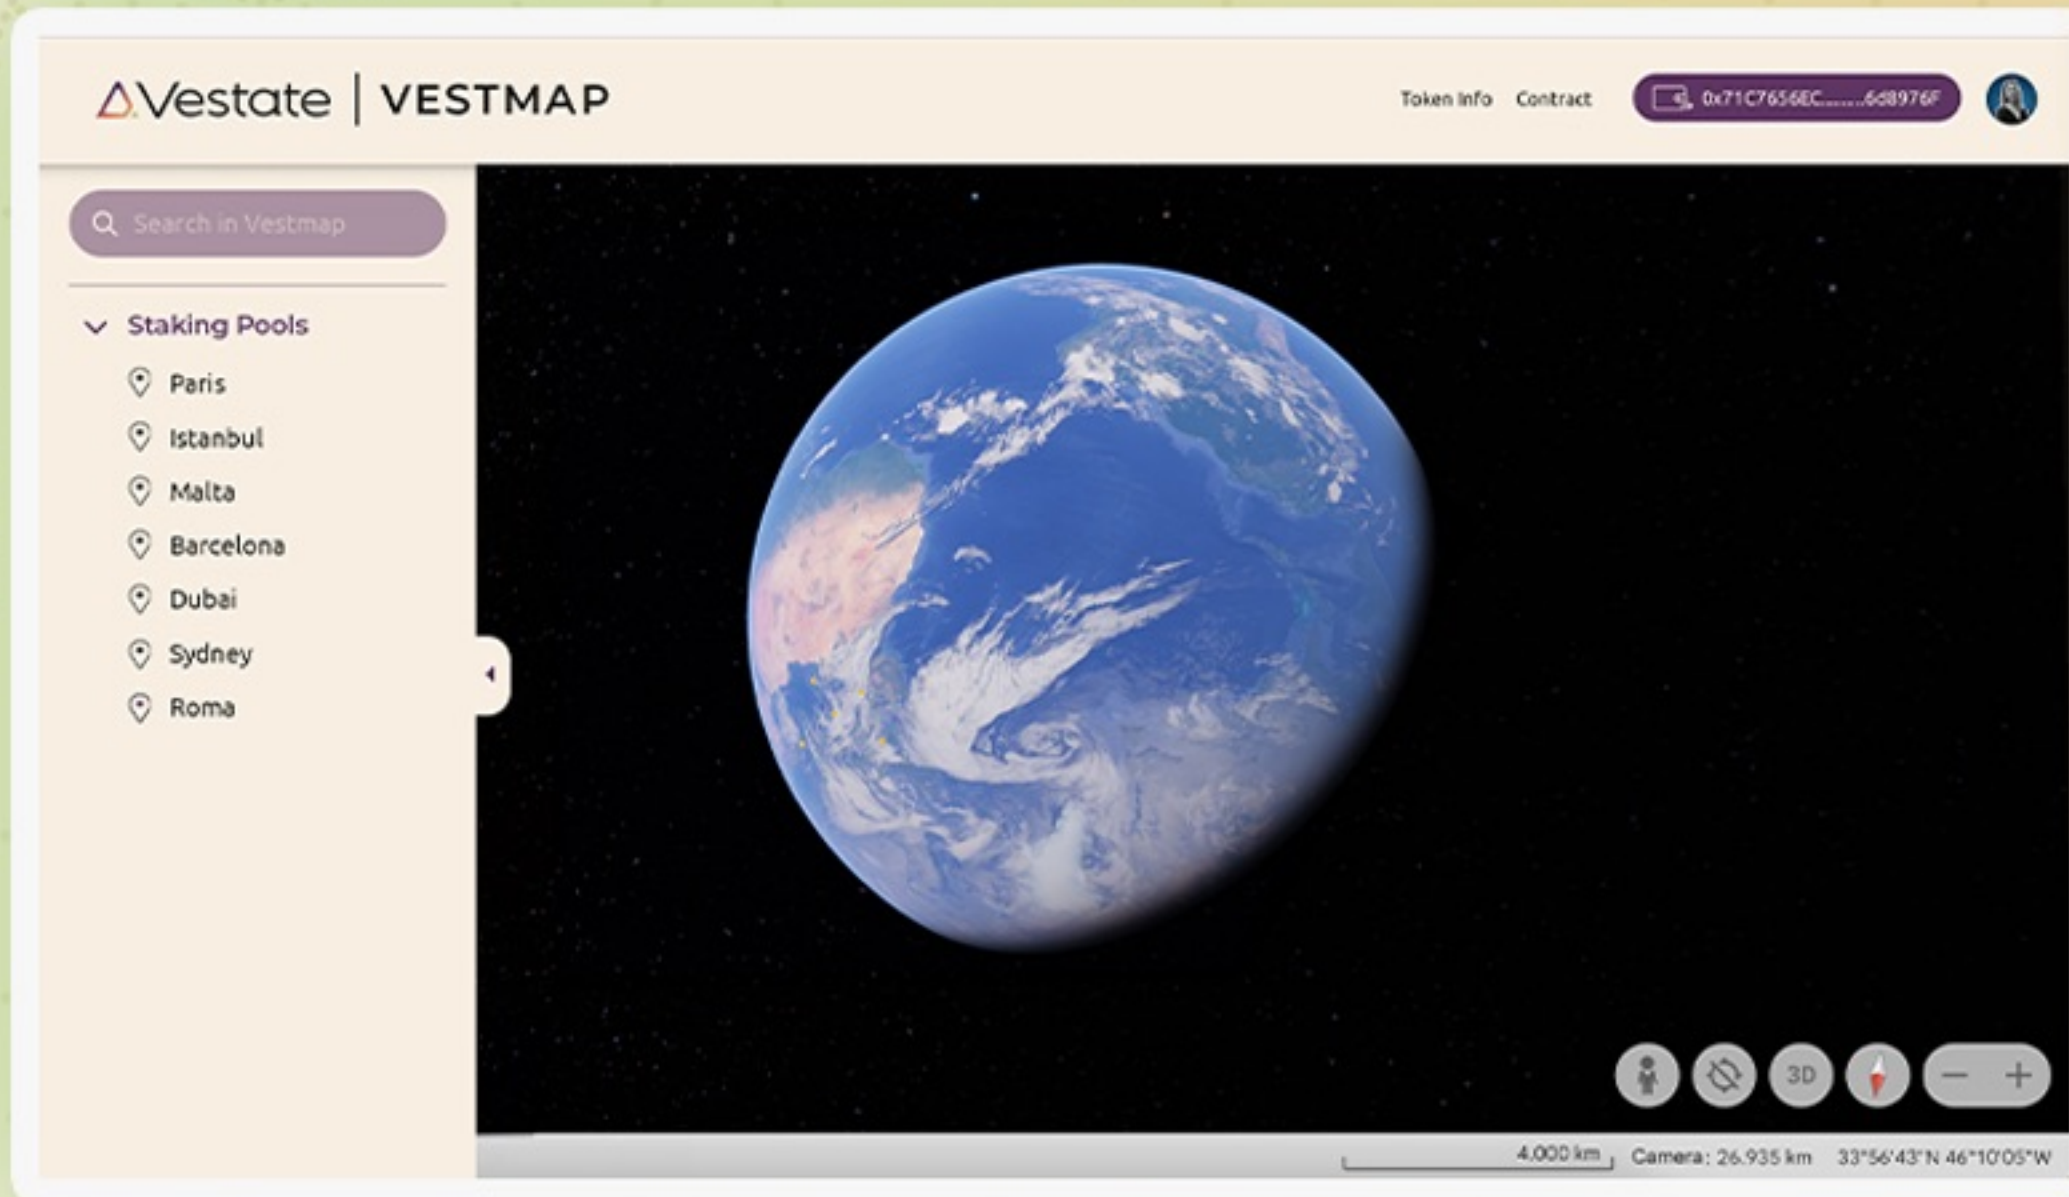 Vestate | VESTMAP
Token Info Contract 0x71C7656EC.......6d8976F
Search in Vestmap
Staking Pools
Paris
Istanbul
Malta
Barcelona
Dubai
Sydney
Roma
3D
4.000 km Camera: 26.935 km 33°56'43"N 46°10'05"W